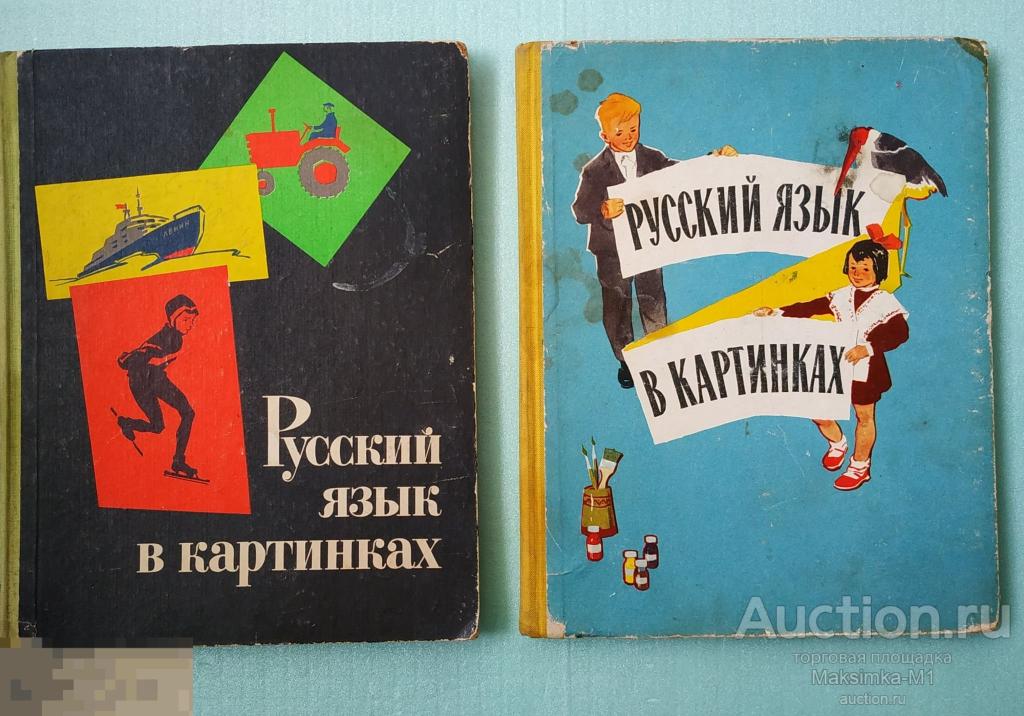 ЛЕНИН
Русский
язык
в картинках
РУССКИЙ ЯЗЫК
В КАРТИНКАХ
Auction.ru
торговая площадка
Maksimka-M1
auction.ru